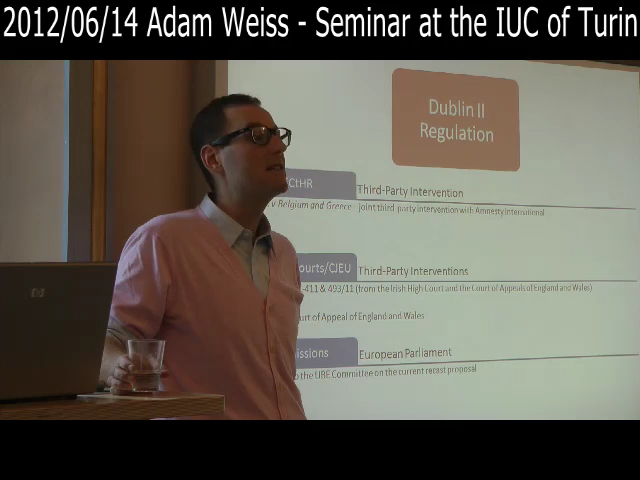 2012/06/14 Adam Weiss - Seminar at the IUC of Turin
Dublin II
Regulation
/CtHR
Third-Party Intervention
v Belgium and Greece - Joint third-party intervention with Amnesty International
ourts/CJEU
Third-Party Interventions
-411 & 493/11 (from the Irish High Court and the Court of Appeals of England and Wales)
urt of Appeal of England and Wales
issions
European Parliament
o the LIBE Committee on the current recast proposal
hp